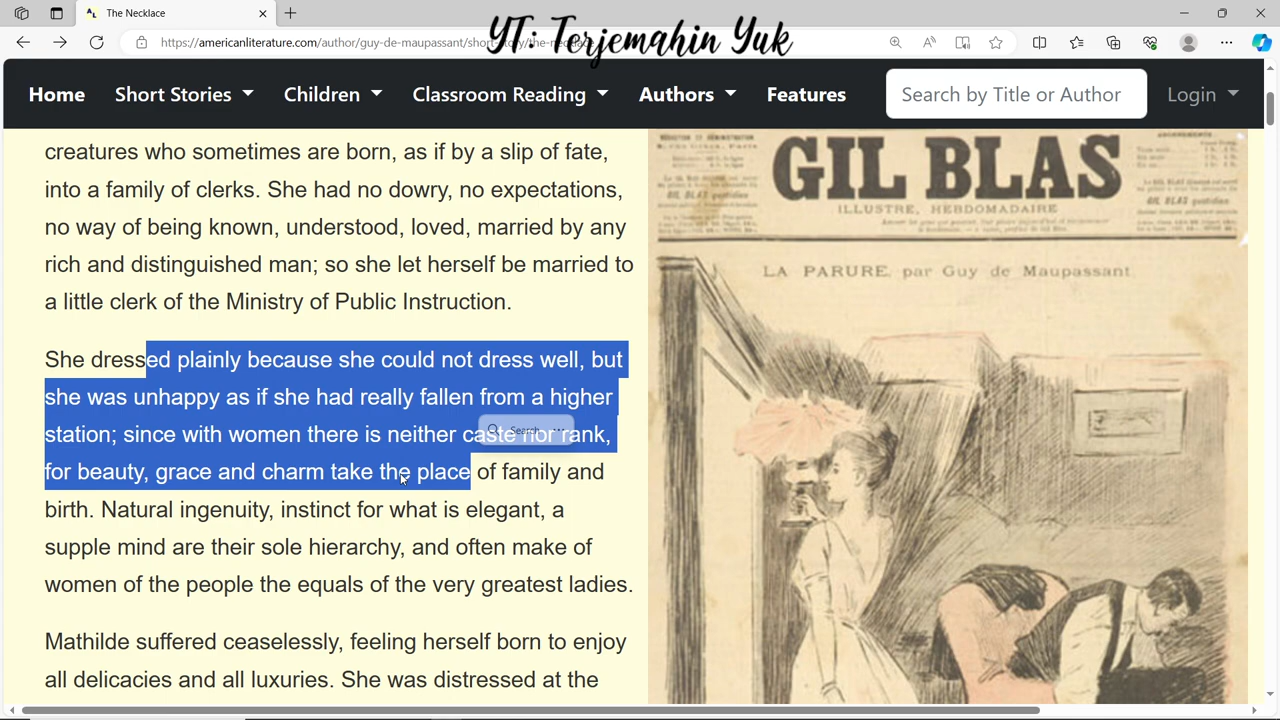 The Necklace
YT: Terjemahin Yuk
https://americanliterature.com/author/guy-de-maupassant/short-story/the-necklace
Home Short Stories Children Classroom Reading Authors Features Search by Title or Author Login
creatures who sometimes are born, as if by a slip of fate,
into a family of clerks. She had no dowry, no expectations,
no way of being known, understood, loved, married by any
rich and distinguished man; so she let herself be married to
a little clerk of the Ministry of Public Instruction.
She dressed plainly because she could not dress well, but
she was unhappy as if she had really fallen from a higher
station; since with women there is neither caste nor rank,
for beauty, grace and charm take the place of family and
birth. Natural ingenuity, instinct for what is elegant, a
supple mind are their sole hierarchy, and often make of
women of the people the equals of the very greatest ladies.
Mathilde suffered ceaselessly, feeling herself born to enjoy
all delicacies and all luxuries. She was distressed at the
Search
GIL BLAS
ILLUSTRE, HEBDOMADAIRE
LA PARURE, par Guy de Maupassant